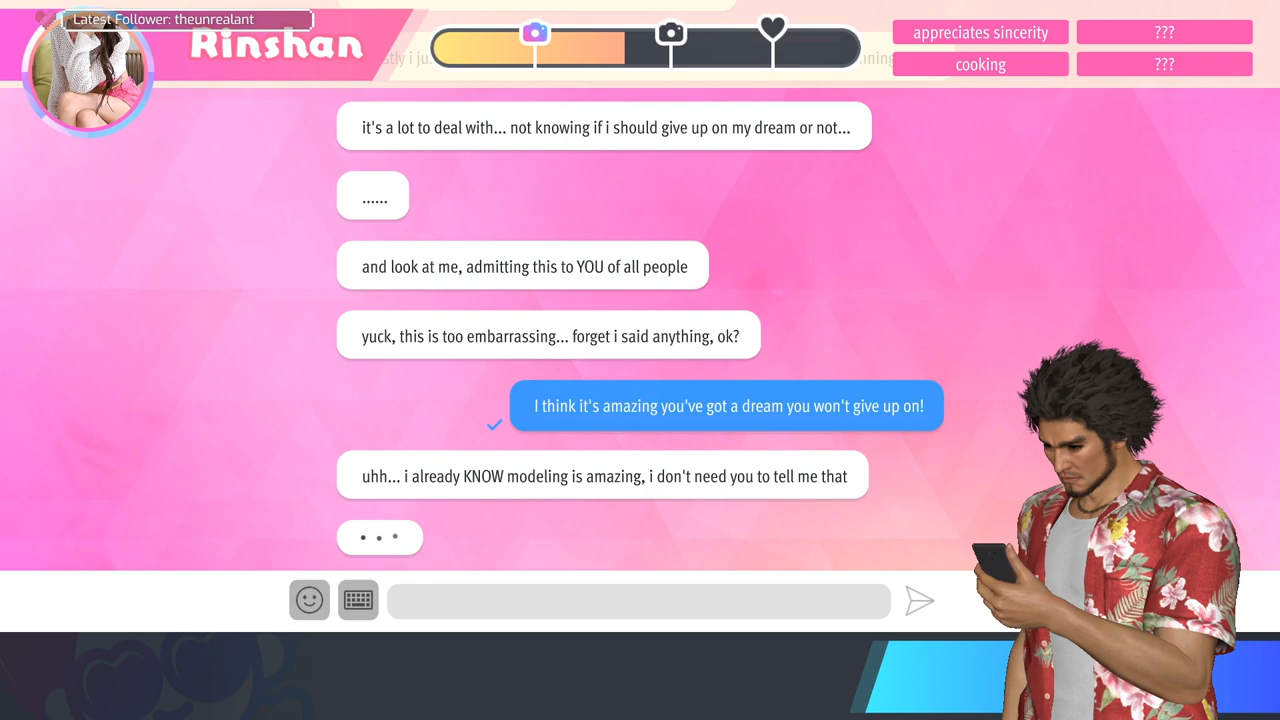 Latest Follower: theunrealant
Rinshan
appreciates sincerity
???
cooking
???
it's a lot to deal with... not knowing if i should give up on my dream or not...
......
and look at me, admitting this to YOU of all people
yuck, this is too embarrassing... forget i said anything, ok?
I think it's amazing you've got a dream you won't give up on!
uhh... i already KNOW modeling is amazing, i don't need you to tell me that